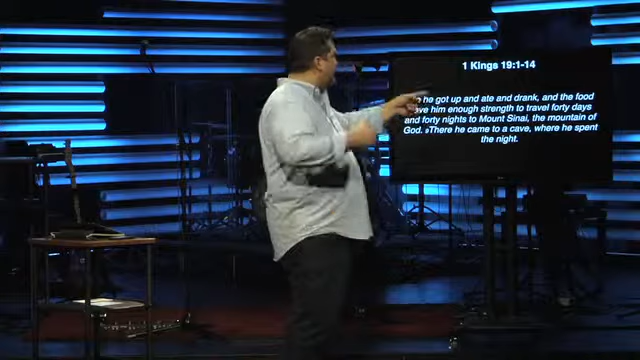 1 Kings 19:1-14
he got up and ate and drank, and the food
him enough strength to travel forty days
and forty nights to Mount Sinai, the mountain of
God. 9There he came to a cave, where he spent
the night.